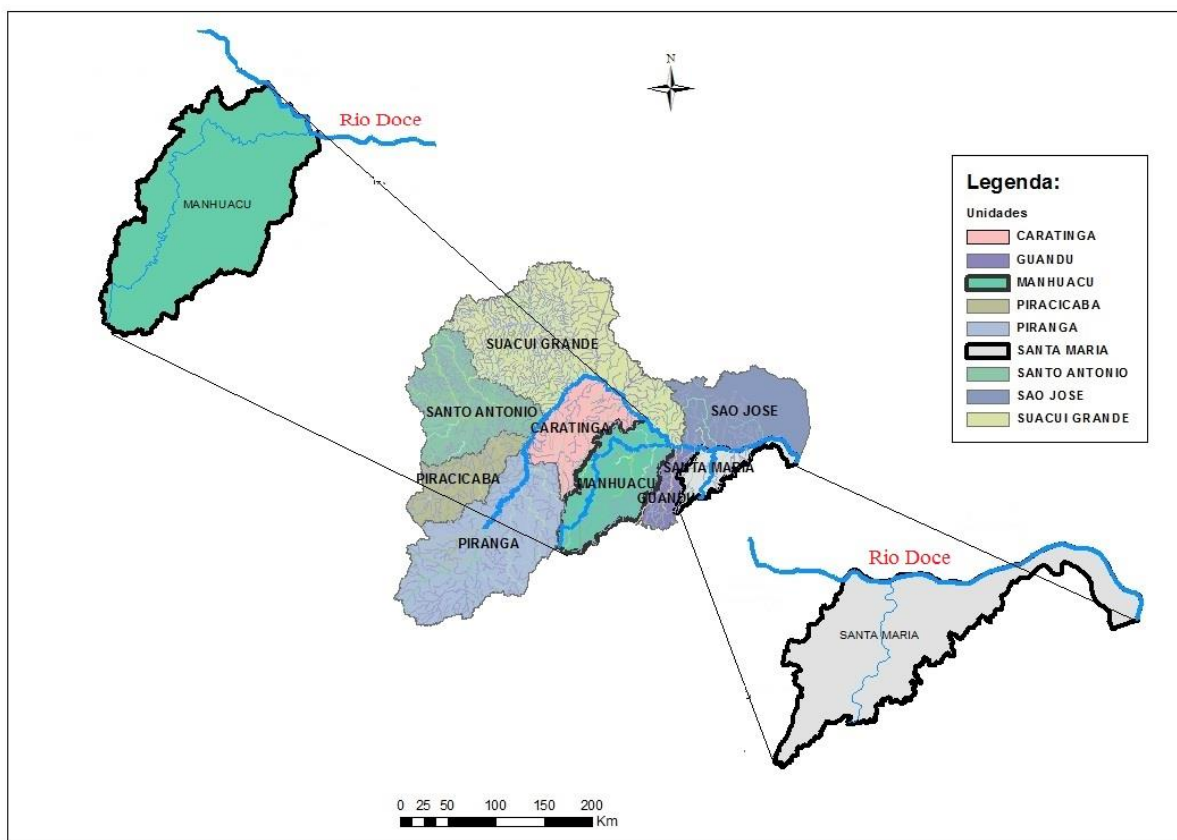 N
Rio Doce
MANHUACU
Legenda:
Unidades
CARATINGA
GUANDU
MANHUACU
PIRACICABA
PIRANGA
SANTA MARIA
SANTO ANTONIO
SAO JOSE
SUACUI GRANDE
SUACUI GRANDE
SANTO ANTONIO
SAO JOSE
CARATINGA
SANTA MARIA
PIRACICABA
MANHUACU
GUANDU
PIRANGA
Rio Doce
SANTA MARIA
0 25 50 100 150 200
Km